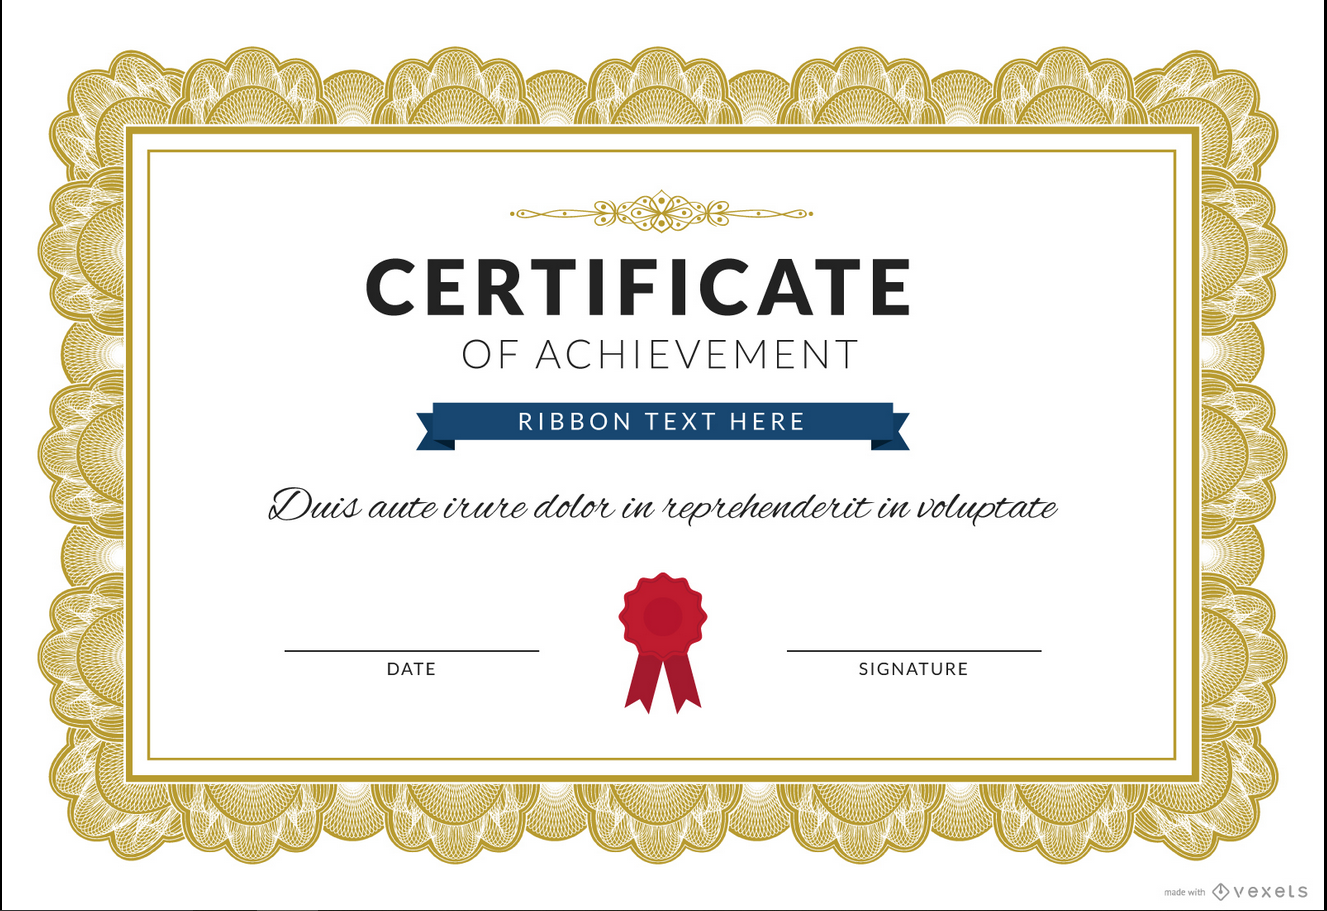 CERTIFICATE
OF ACHIEVEMENT
RIBBON TEXT HERE
Duis aute irure dolor in reprehenderit in voluptate
DATE
SIGNATURE
made with vexels